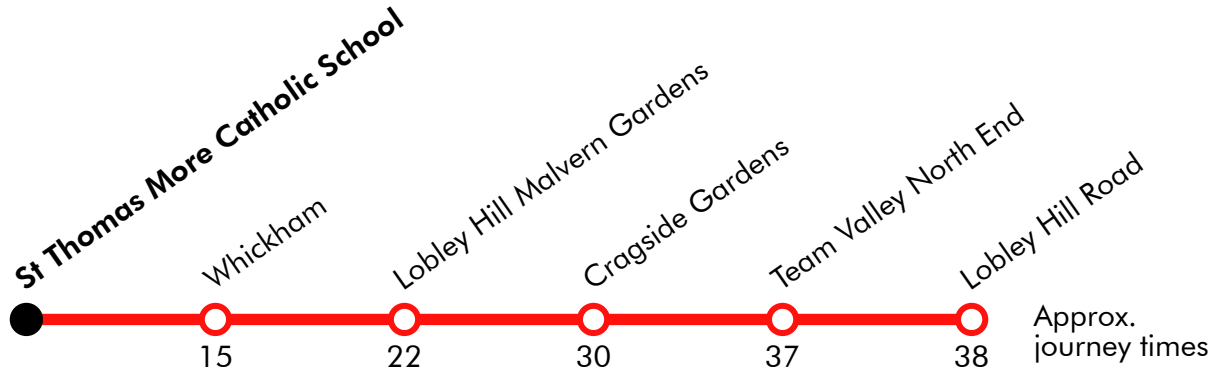 St Thomas More Catholic School
Whickham
Lobley Hill Malvern Gardens
Cragside Gardens
Team Valley North End
Lobley Hill Road
15
22
30
37
38
Approx.
journey times